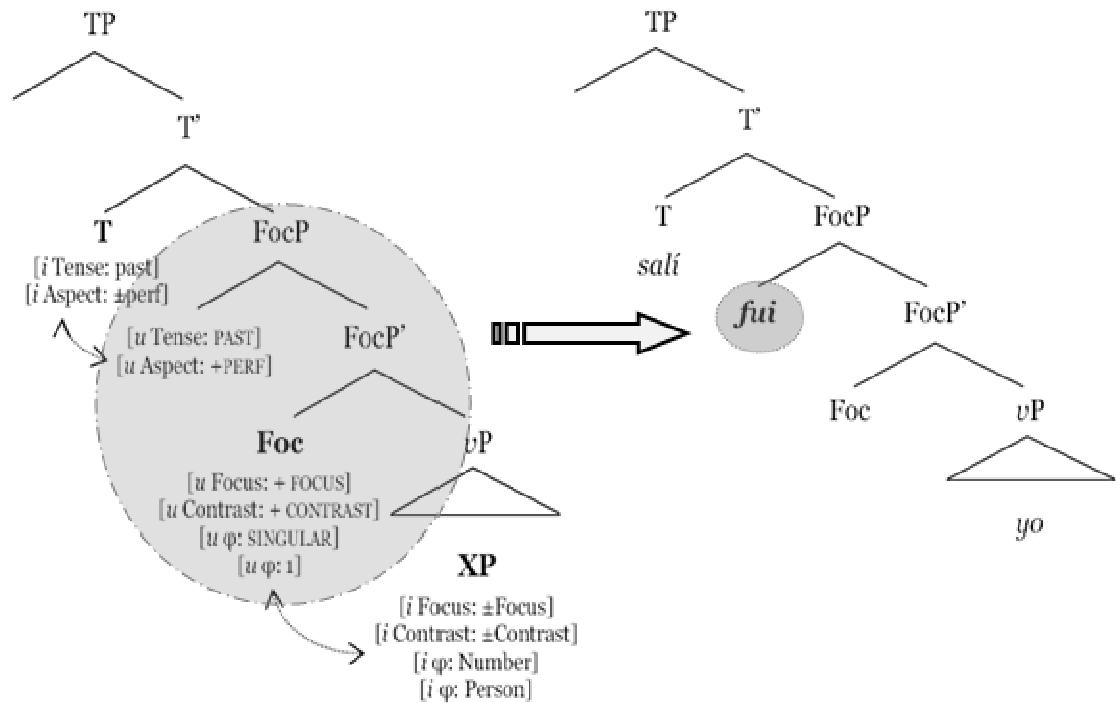 TP
T'
T
FocP
[i Tense: past]
[i Aspect: ±perf]
[u Tense: PAST]
[u Aspect: +PERF]
FocP'
Foc
vP
[u Focus: + FOCUS]
[u Contrast: + CONTRAST]
[u φ: SINGULAR]
[u φ: 1]
XP
[i Focus: ±Focus]
[i Contrast: ±Contrast]
[i φ: Number]
[i φ: Person]
TP
T'
T
FocP
salí
fui
FocP'
Foc
vP
yo